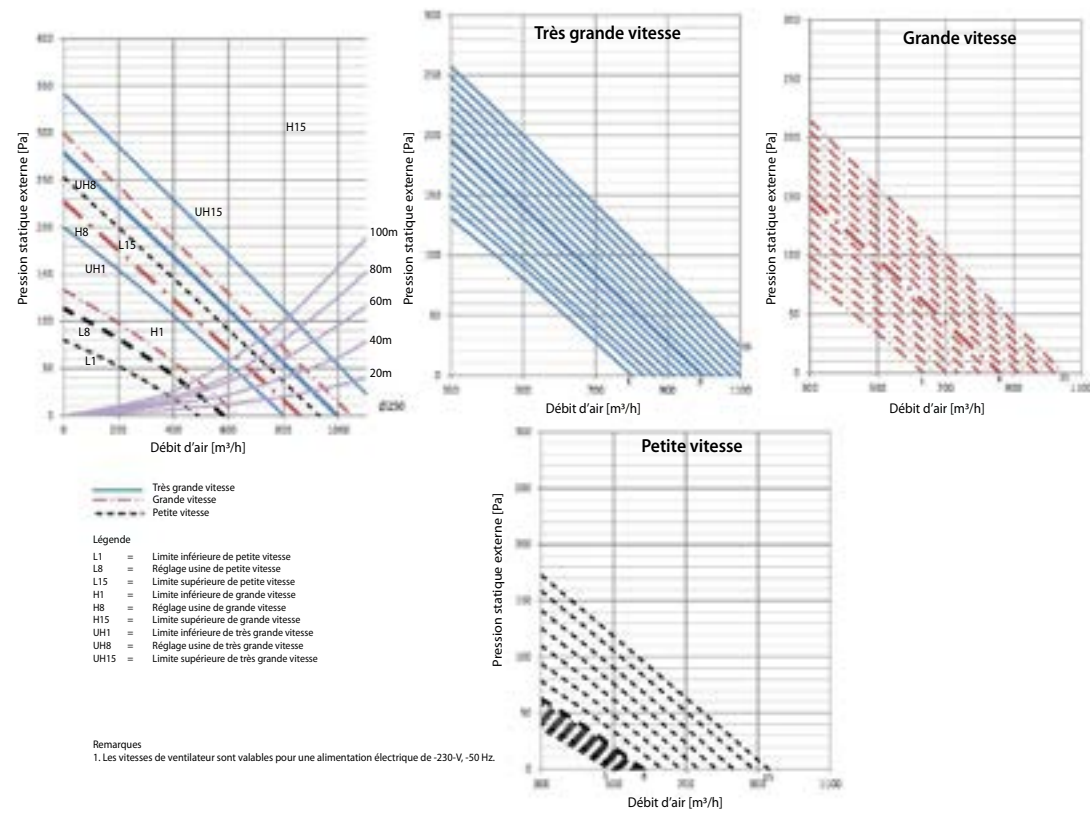 Pression statique externe [Pa]
H15
UH8
UH15
H8
L15
UH1
100m
80m
60m
40m
20m
L8
H1
L1
0
200
Ø250
Débit d'air [m³/h]
Très grande vitesse
Pression statique externe [Pa]
1100
Débit d'air [m³/h]
Grande vitesse
Pression statique externe [Pa]
Débit d'air [m³/h]
Petite vitesse
Pression statique externe [Pa]
1100
Débit d'air [m³/h]
Très grande vitesse
Grande vitesse
Petite vitesse
Légende
L1 = Limite inférieure de petite vitesse
L8 = Réglage usine de petite vitesse
L15 = Limite supérieure de petite vitesse
H1 = Limite inférieure de grande vitesse
H8 = Réglage usine de grande vitesse
H15 = Limite supérieure de grande vitesse
UH1 = Limite inférieure de très grande vitesse
UH8 = Réglage usine de très grande vitesse
UH15 = Limite supérieure de très grande vitesse
Remarques
1. Les vitesses de ventilateur sont valables pour une alimentation électrique de -230-V, -50 Hz.